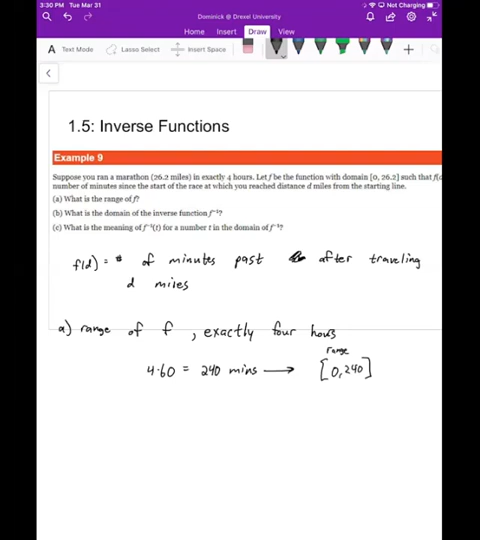 3:30 PM Tue Mar 31
Not Charging
Dominick @ Drexel University
Home Insert Draw View
A Text Mode Lasso Select Insert Space
1.5: Inverse Functions
Example 9
Suppose you ran a marathon (26.2 miles) in exactly 4 hours. Let f be the function with domain [0, 26.2] such that f(d
number of minutes since the start of the race at which you reached distance d miles from the starting line.
(a) What is the range of f?
(b) What is the domain of the inverse function f⁻¹?
(c) What is the meaning of f⁻¹(t) for a number t in the domain of f⁻¹?
f(d) = # of minutes past after traveling
d miles
a) range of f , exactly four hours
range
4·60 = 240 mins → [0,240]